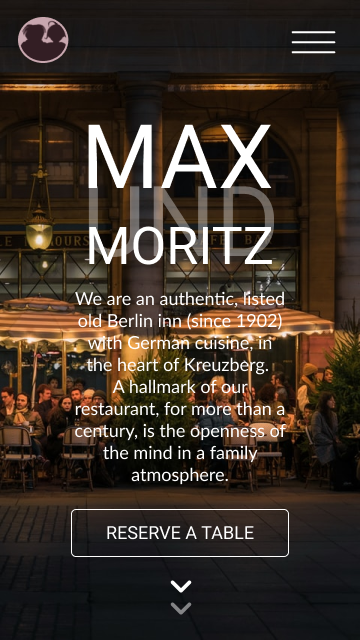 MAX
UND
MORITZ
We are an authentic, listed
old Berlin inn (since 1902)
with German cuisine, in
the heart of Kreuzberg.
A hallmark of our
restaurant, for more than a
century, is the openness of
the mind in a family
atmosphere.
RESERVE A TABLE